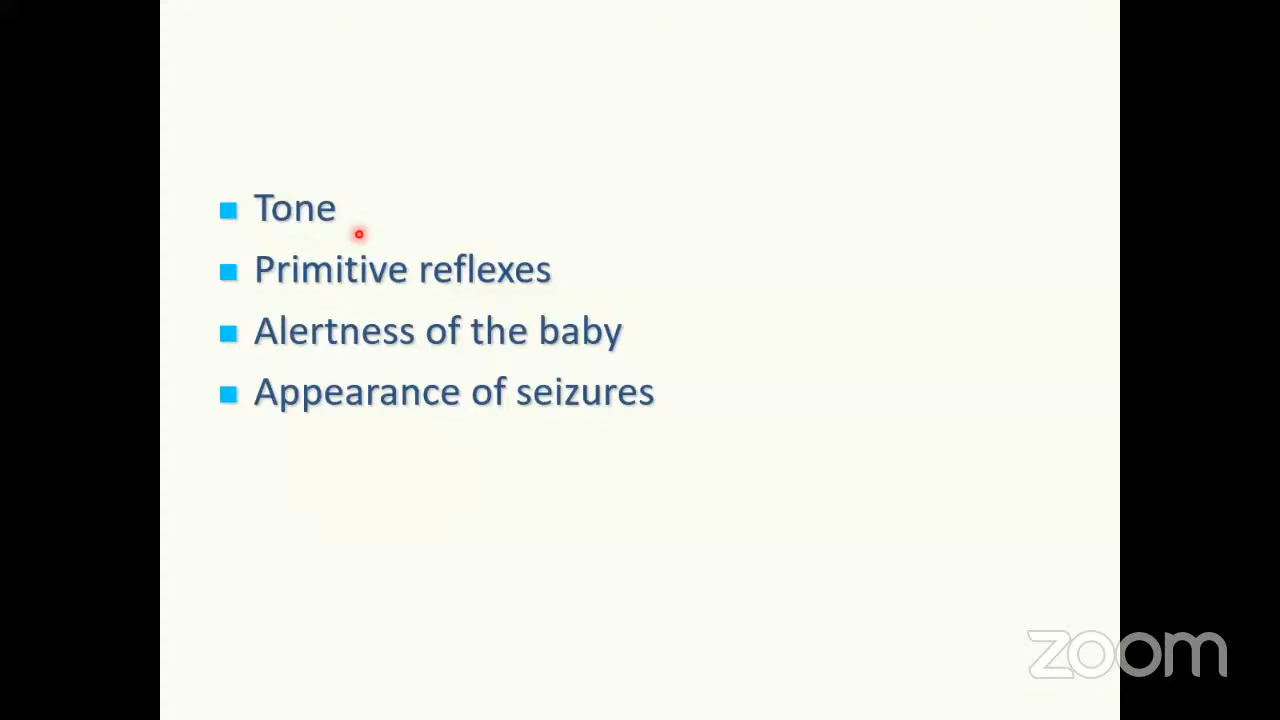 Tone
Primitive reflexes
Alertness of the baby
Appearance of seizures
zoom